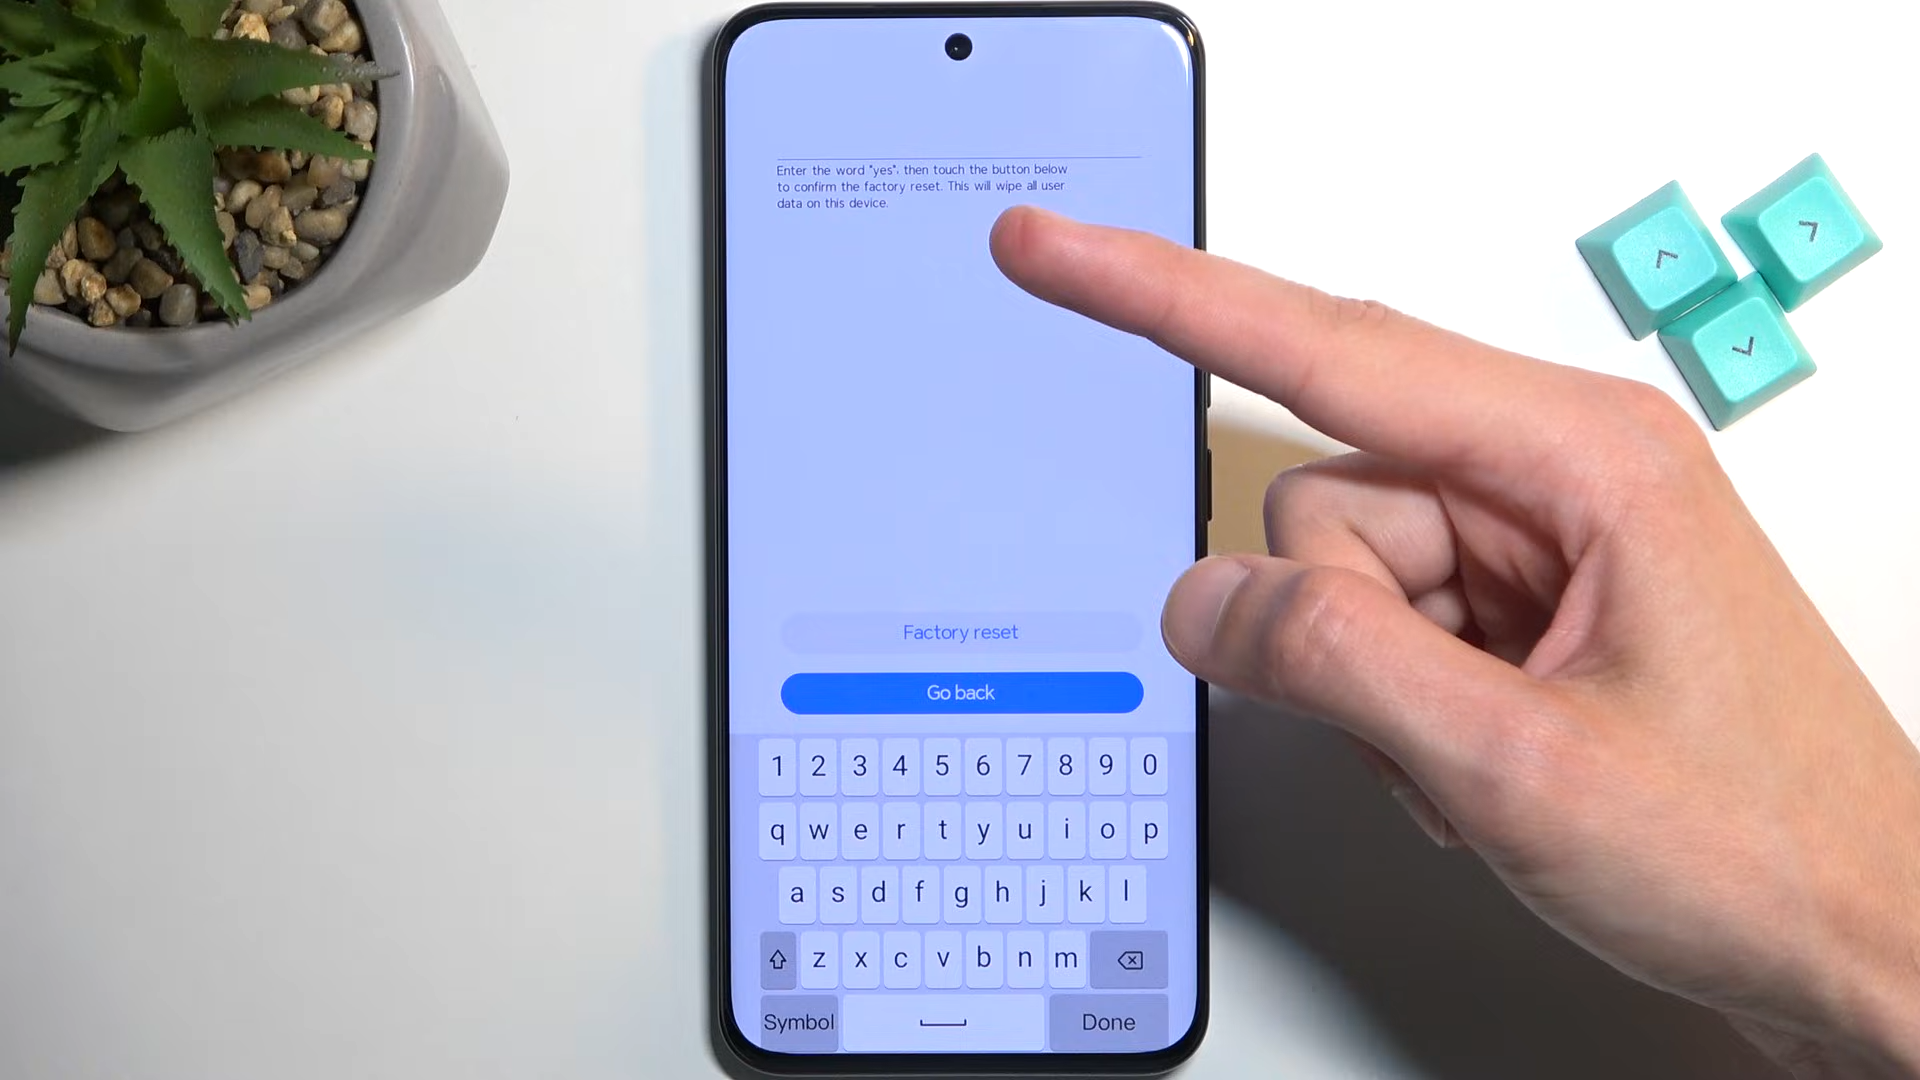 Enter the word "yes", then touch the button below
to confirm the factory reset. This will wipe all user
data on this device.
Factory reset
Go back
1 2 3 4 5 6 7 8 9 0
q w e r t y u i o p
a s d f g h j k l
z x c v b n m
Symbol Done